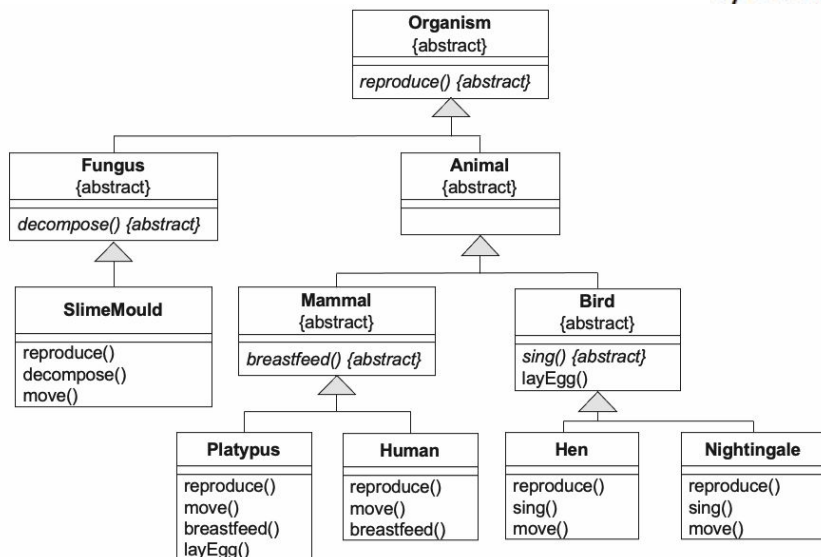 Organism
{abstract}
reproduce() {abstract}
Fungus
{abstract}
decompose() {abstract}
Animal
{abstract}
SlimeMould
reproduce()
decompose()
move()
Mammal
{abstract}
breastfeed() {abstract}
Bird
{abstract}
sing() {abstract}
layEgg()
Platypus
reproduce()
move()
breastfeed()
layEgg()
Human
reproduce()
move()
breastfeed()
Hen
reproduce()
sing()
move()
Nightingale
reproduce()
sing()
move()